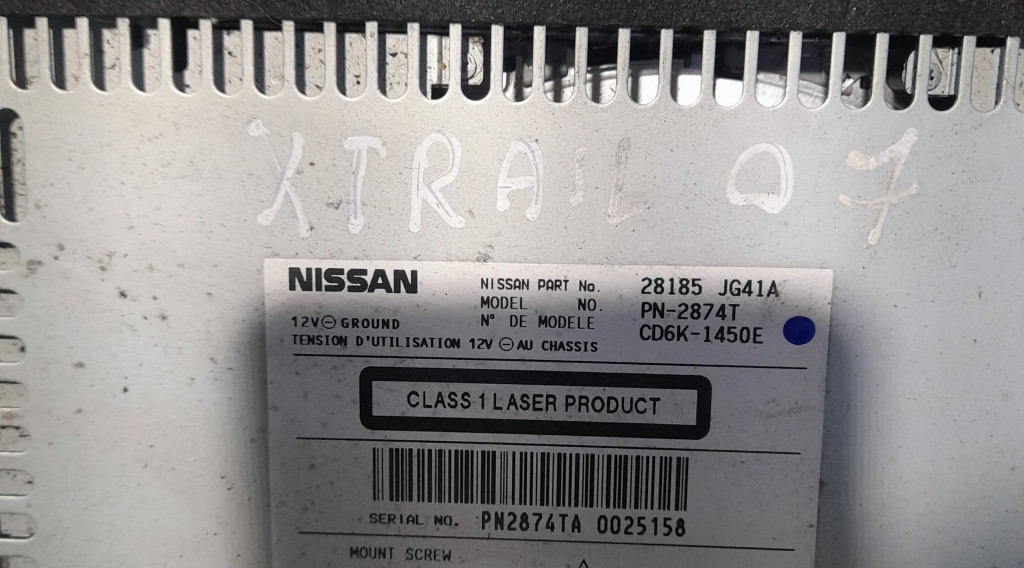 XTRAIL 07
NISSAN
NISSAN PART No. 28185 JG41A
MODEL NO. PN-2874T
N° DE MODELE CD6K-1450E
12V⊖GROUND
TENSION D'UTILISATION 12V ⊖ AU CHASSIS
CLASS 1 LASER PRODUCT
SERIAL NO. PN2874TA 0025158
MOUNT SCREW